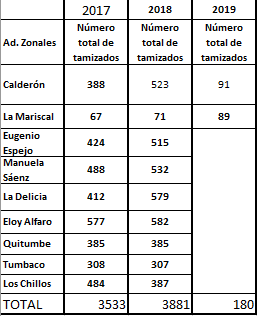 2017 2018 2019
Ad. Zonales Número total de tamizados Número total de tamizados Número total de tamizados
Calderón 388 523 91
La Mariscal 67 71 89
Eugenio Espejo 424 515
Manuela Sáenz 488 532
La Delicia 412 579
Eloy Alfaro 577 582
Quitumbe 385 385
Tumbaco 308 307
Los Chillos 484 387
TOTAL 3533 3881 180